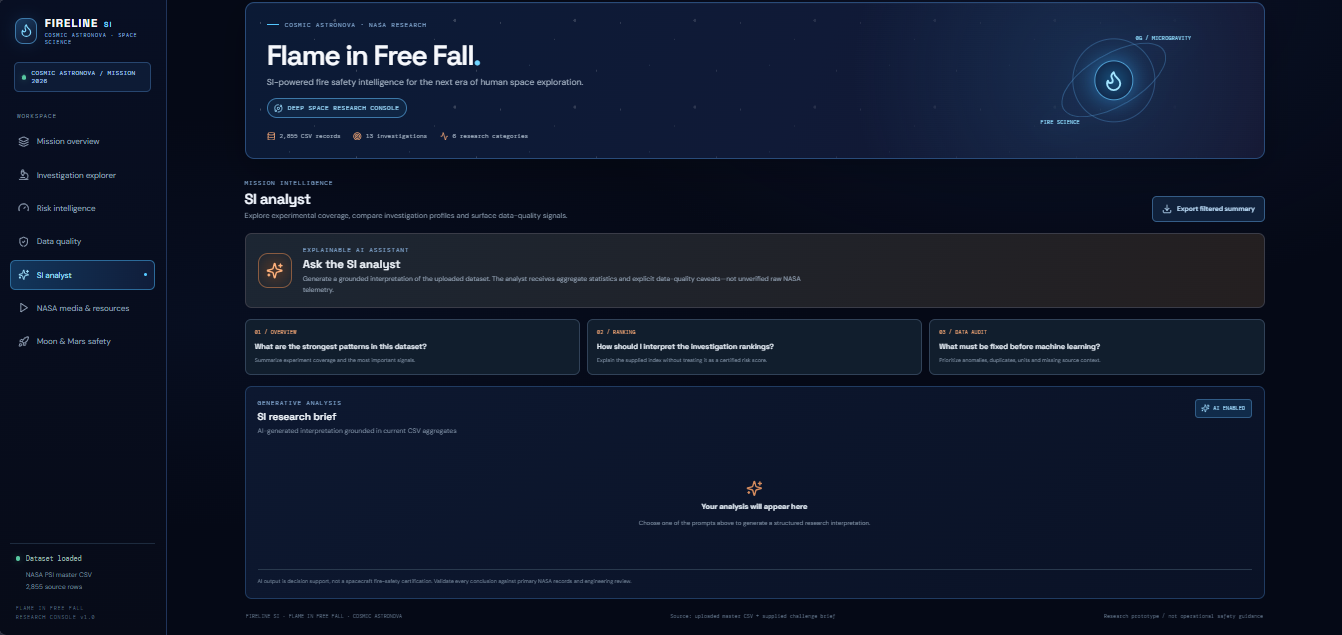 FIRELINE SI
COSMIC ASTRONOVA · SPACE
SCIENCE
COSMIC ASTRONOVA / MISSION
2026
WORKSPACE
Mission overview
Investigation explorer
Risk intelligence
Data quality
SI analyst
NASA media & resources
Moon & Mars safety
Dataset loaded
NASA PSI master CSV
2,855 source rows
FLAME IN FREE FALL
RESEARCH CONSOLE v1.0
COSMIC ASTRONOVA · NASA RESEARCH
Flame in Free Fall.
SI-powered fire safety intelligence for the next era of human space exploration.
DEEP SPACE RESEARCH CONSOLE
2,855 CSV records
13 investigations
6 research categories
0G / MICROGRAVITY
FIRE SCIENCE
MISSION INTELLIGENCE
SI analyst
Explore experimental coverage, compare investigation profiles and surface data-quality signals.
Export filtered summary
EXPLAINABLE AI ASSISTANT
Ask the SI analyst
Generate a grounded interpretation of the uploaded dataset. The analyst receives aggregate statistics and explicit data-quality caveats—not unverified raw NASA
telemetry.
01 / OVERVIEW
What are the strongest patterns in this dataset?
Summarise experiment coverage and the most important signals.
02 / RANKING
How should I interpret the investigation rankings?
Explain the supplied index without treating it as a certified risk score.
03 / DATA AUDIT
What must be fixed before machine learning?
Prioritize anomalies, duplicates, units and missing source context.
GENERATIVE ANALYSIS
SI research brief
AI-generated interpretation grounded in current CSV aggregates
AI ENABLED
Your analysis will appear here
Choose one of the prompts above to generate a structured research interpretation.
AI output is decision support, not a spacecraft fire-safety certification. Validate every conclusion against primary NASA records and engineering review.
FIRELINE SI · FLAME IN FREE FALL · COSMIC ASTRONOVA
Source: uploaded master CSV + supplied challenge brief
Research prototype / not operational safety guidance